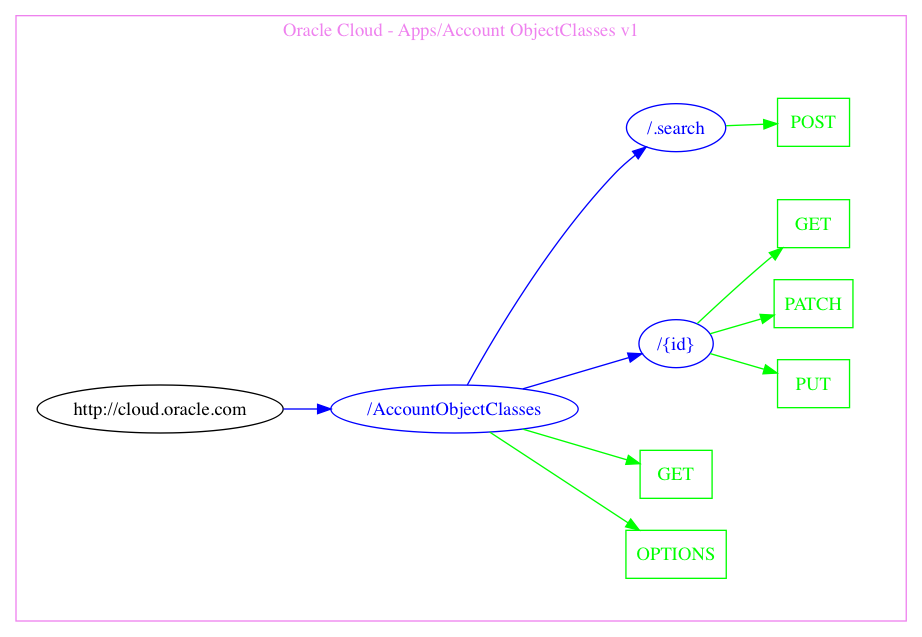 Oracle Cloud - Apps/Account ObjectClasses v1
/.search
POST
GET
PATCH
/{id}
PUT
http://cloud.oracle.com
/AccountObjectClasses
GET
OPTIONS